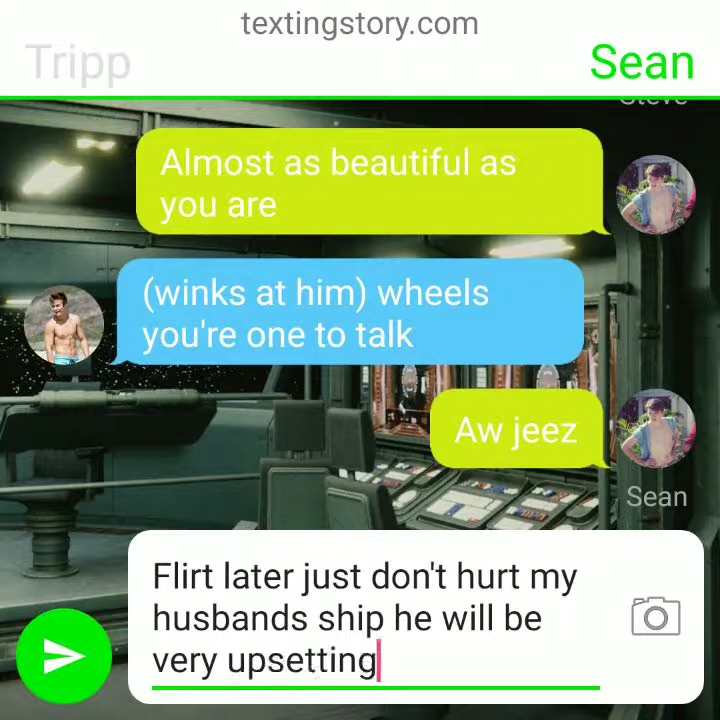 textingstory.com
Tripp
Sean
Almost as beautiful as
you are
(winks at him) wheels
you're one to talk
Aw jeez
Sean
Flirt later just don't hurt my
husbands ship he will be
very upsetting